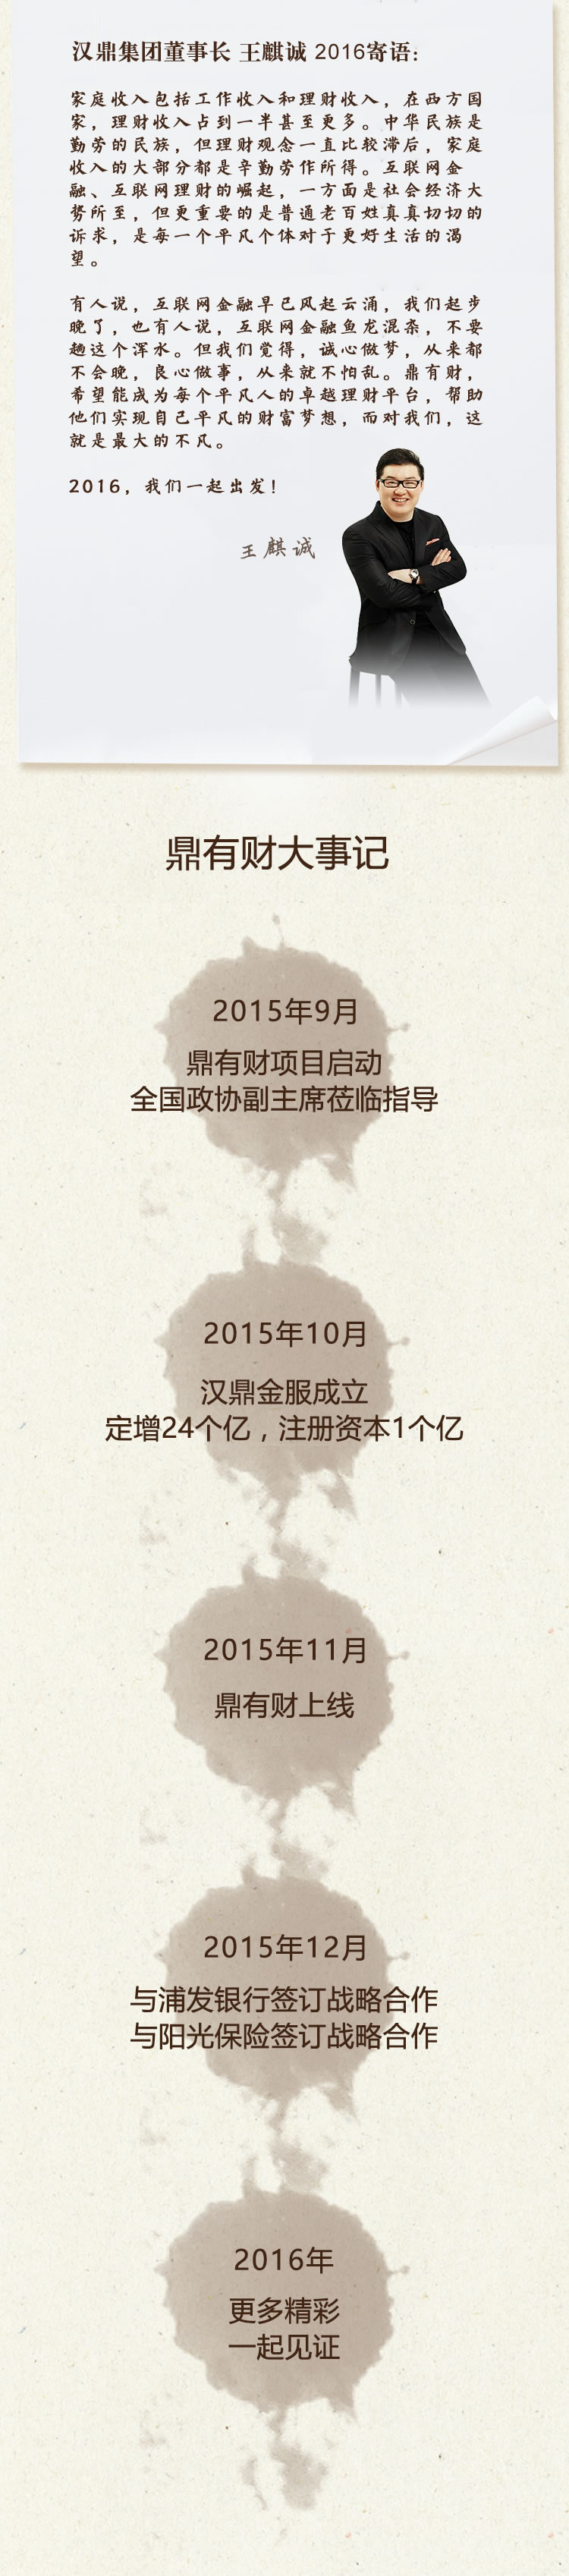 汉鼎集团董事长 王麒诚 2016寄语：
家庭收入包括工作收入和理财收入，在西方国
家，理财收入占到一半甚至更多。中华民族是
勤劳的民族，但理财观念一直比较滞后，家庭
收入的大部分都是辛勤劳作所得。互联网金
融、互联网理财的崛起，一方面是社会经济大
势所至，但更重要的是普通老百姓真真切切的
诉求，是每一个平凡个体对于更好生活的渴
望。
有人说，互联网金融早已风起云涌，我们起步
晚了，也有人说，互联网金融鱼龙混杂，不要
趟这个浑水。但我们觉得，诚心做梦，从来都
不会晚，良心做事，从来就不怕乱。鼎有财，
希望能成为每个平凡人的卓越理财平台，帮助
他们实现自己平凡的财富梦想，而对我们，这
就是最大的不凡。
2016，我们一起出发！
王麒诚
鼎有财大事记
2015年9月
鼎有财项目启动
全国政协副主席莅临指导
2015年10月
汉鼎金服成立
定增24个亿，注册资本1个亿
2015年11月
鼎有财上线
2015年12月
与浦发银行签订战略合作
与阳光保险签订战略合作
2016年
更多精彩
一起见证